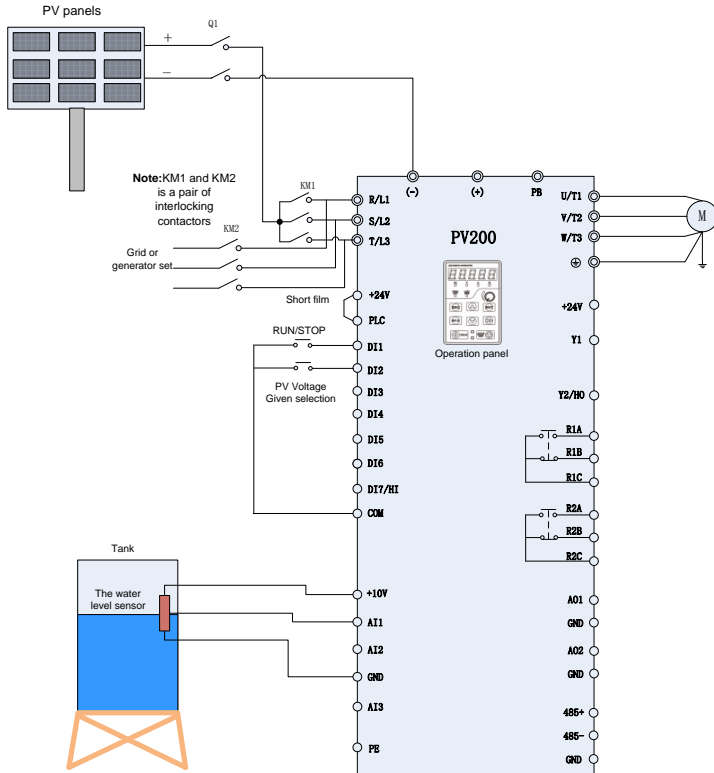 PV panels
Q1
+
−
Note:KM1 and KM2
is a pair of
interlocking
contactors
KM1
KM2
Grid or
generator set
(-)
(+)
PB
R/L1
S/L2
T/L3
PV200
U/T1
V/T2
W/T3
M
Short film
+24V
PLC
Operation panel
RUN/STOP
DI1
DI2
PV Voltage
Given selection
DI3
DI4
DI5
DI6
DI7/HI
COM
+24V
Y1
Y2/HO
R1A
R1B
R1C
R2A
R2B
R2C
Tank
The water
level sensor
+10V
AI1
AI2
GND
AI3
PE
AO1
GND
AO2
GND
485+
485-
GND